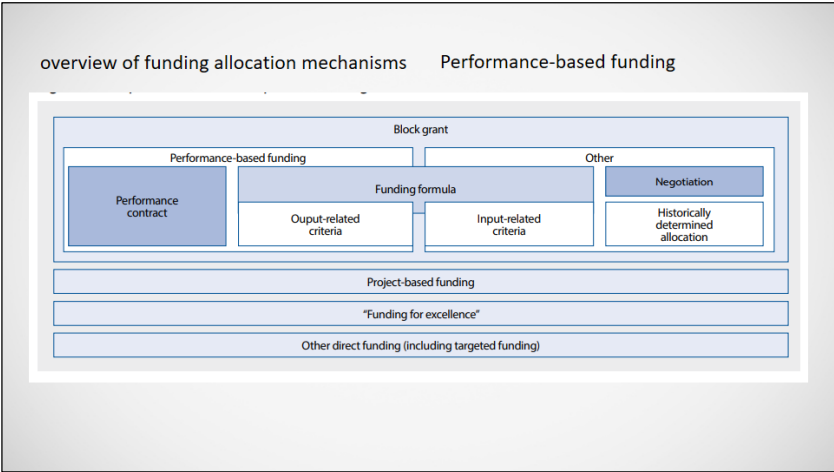 overview of funding allocation mechanisms Performance-based funding
Block grant
Performance-based funding
Other
Performance
contract
Funding formula
Negotiation
Ouput-related
criteria
Input-related
criteria
Historically
determined
allocation
Project-based funding
“Funding for excellence”
Other direct funding (including targeted funding)